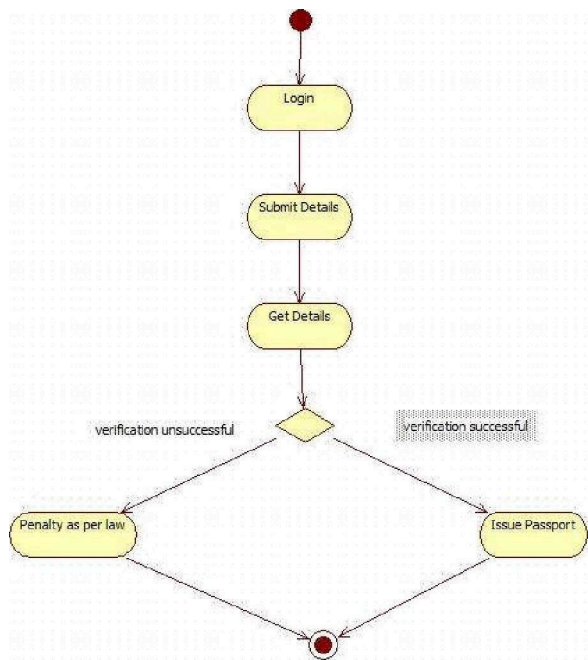 Login
Submit Details
Get Details
verification unsuccessful
verification successful
Penalty as per law
Issue Passport